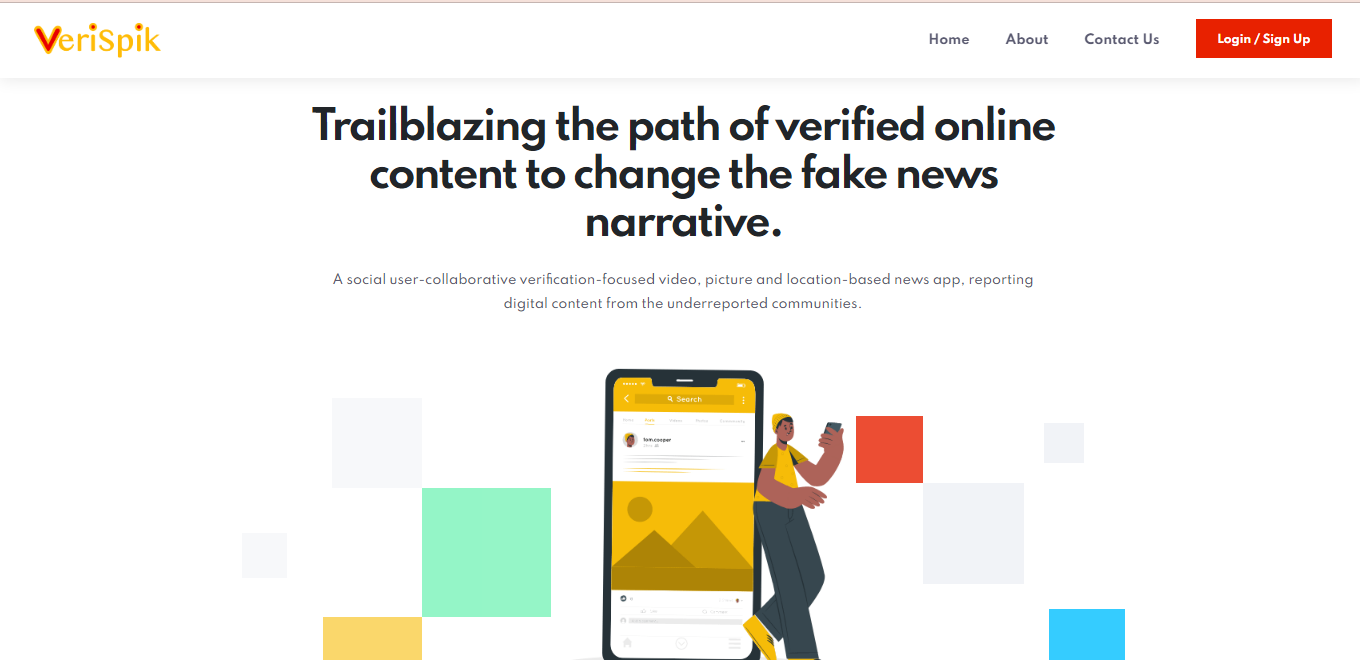 VeriSpik
Home
About
Contact Us
Login / Sign Up
Trailblazing the path of verified online
content to change the fake news
narrative.
A social user-collaborative verification-focused video, picture and location-based news app, reporting
digital content from the underreported communities.
Search
tom.cooper